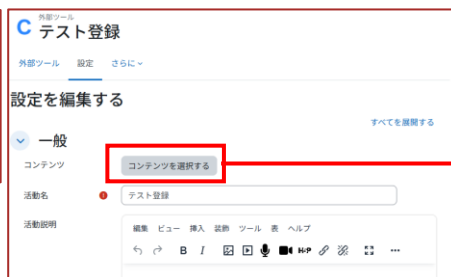 外部ツール
C テスト登録
外部ツール 設定 さらに
設定を編集する
すべてを展開する
一般
コンテンツ コンテンツを選択する
活動名 テスト登録
活動説明 編集 ビュー 挿入 装飾 ツール 表 ヘルプ
B I H-P